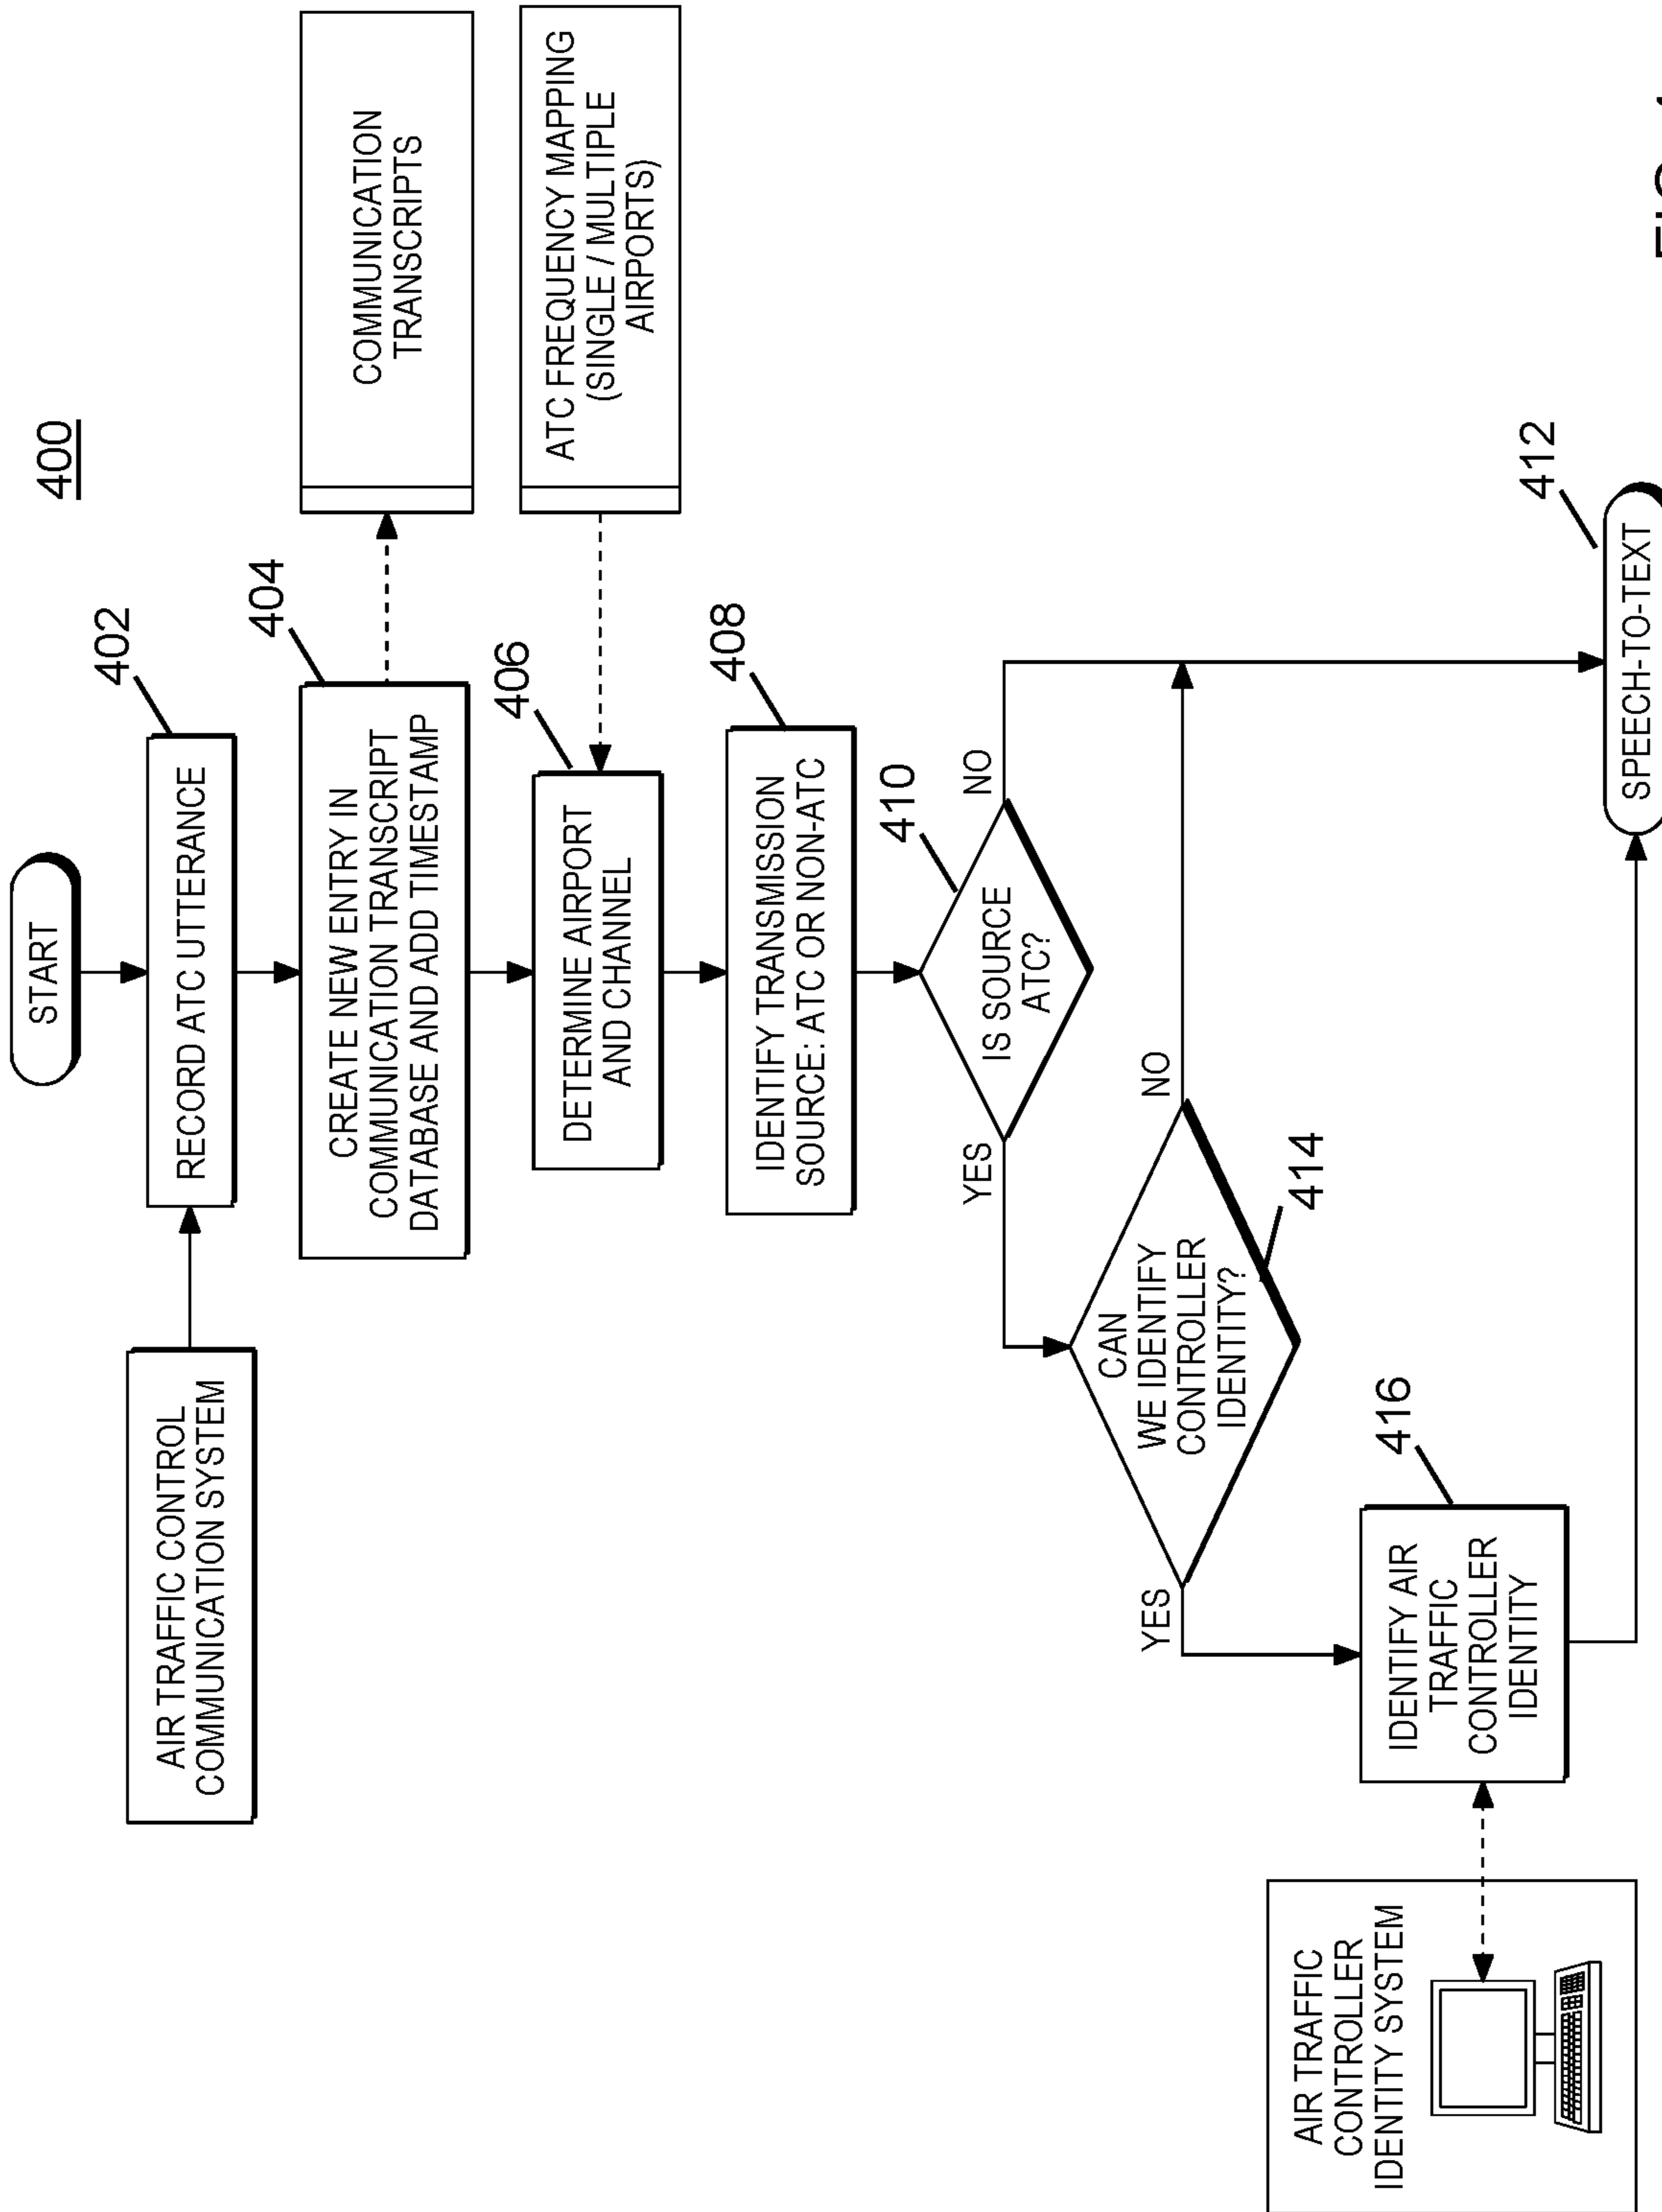 400
START
AIR TRAFFIC CONTROL
COMMUNICATION SYSTEM
RECORD ATC UTTERANCE
402
CREATE NEW ENTRY IN
COMMUNICATION TRANSCRIPT
DATABASE AND ADD TIMESTAMP
404
COMMUNICATION
TRANSCRIPTS
DETERMINE AIRPORT
AND CHANNEL
406
ATC FREQUENCY MAPPING
(SINGLE / MULTIPLE
AIRPORTS)
IDENTIFY TRANSMISSION
SOURCE: ATC OR NON-ATC
408
IS SOURCE
ATC?
410
YES
NO
CAN
WE IDENTIFY
CONTROLLER
IDENTITY?
414
YES
NO
IDENTIFY AIR
TRAFFIC
CONTROLLER
IDENTITY
416
AIR TRAFFIC
CONTROLLER
IDENTITY SYSTEM
SPEECH-TO-TEXT
412